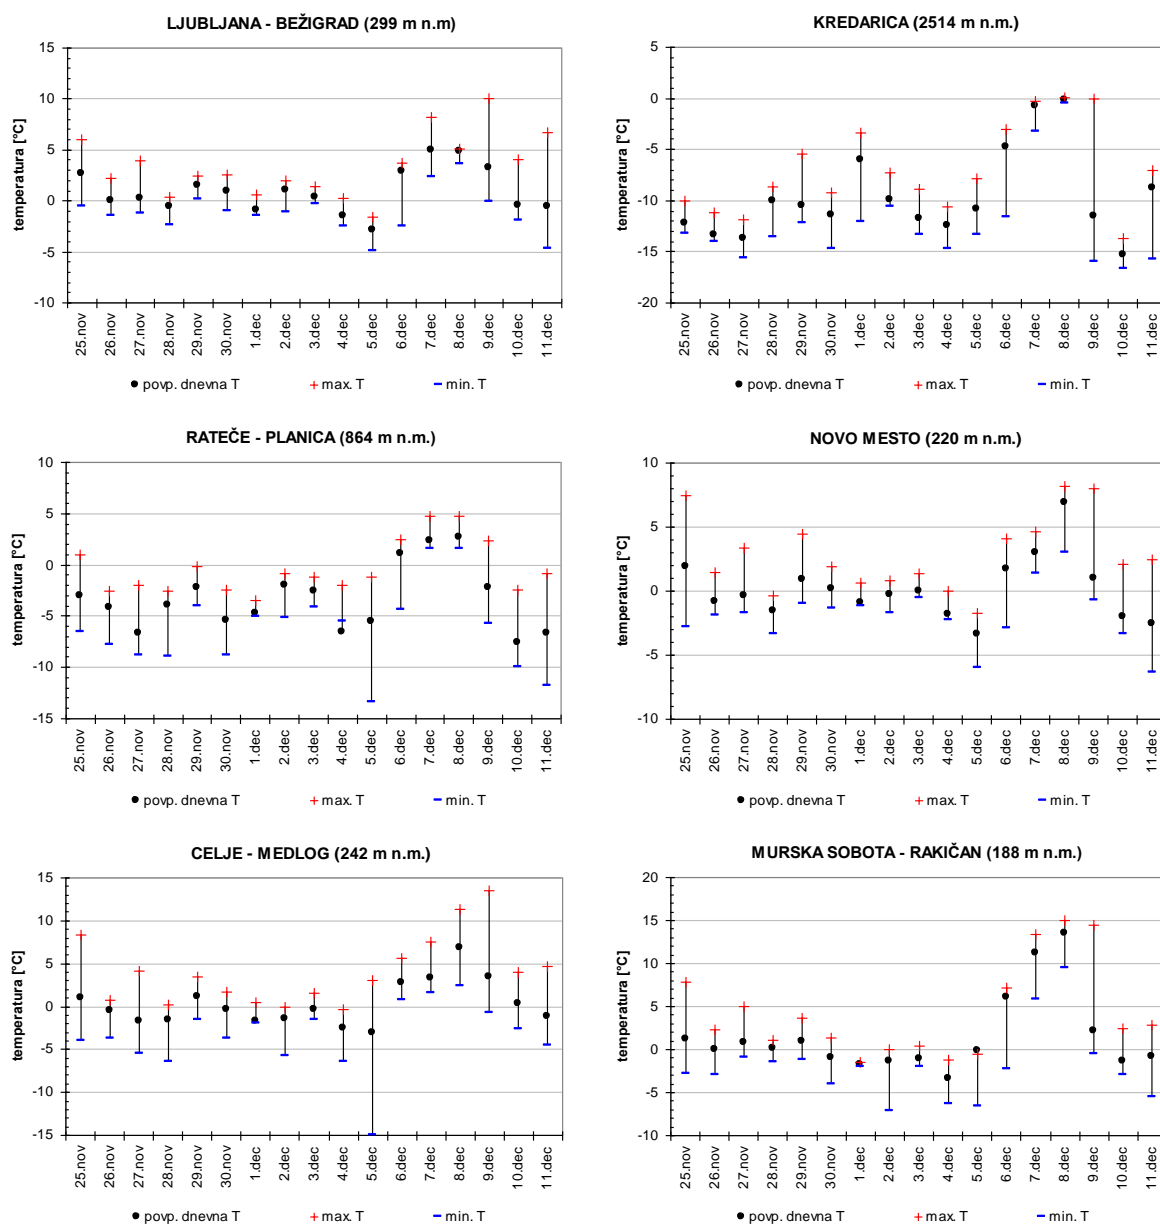 LJUBLJANA - BEŽIGRAD (299 m n.m)
temperatura [°C]
15
10
5
0
-5
-10
25.nov
26.nov
27.nov
28.nov
29.nov
30.nov
1.dec
2.dec
3.dec
4.dec
5.dec
6.dec
7.dec
8.dec
9.dec
10.dec
11.dec
povp. dnevna T max. T min. T
KREDARICA (2514 m n.m.)
temperatura [°C]
5
0
-5
-10
-15
-20
25.nov
26.nov
27.nov
28.nov
29.nov
30.nov
1.dec
2.dec
3.dec
4.dec
5.dec
6.dec
7.dec
8.dec
9.dec
10.dec
11.dec
povp. dnevna T max. T min. T
RATEČE - PLANICA (864 m n.m.)
temperatura [°C]
10
5
0
-5
-10
-15
25.nov
26.nov
27.nov
28.nov
29.nov
30.nov
1.dec
2.dec
3.dec
4.dec
5.dec
6.dec
7.dec
8.dec
9.dec
10.dec
11.dec
povp. dnevna T max. T min. T
NOVO MESTO (220 m n.m.)
temperatura [°C]
10
5
0
-5
-10
25.nov
26.nov
27.nov
28.nov
29.nov
30.nov
1.dec
2.dec
3.dec
4.dec
5.dec
6.dec
7.dec
8.dec
9.dec
10.dec
11.dec
povp. dnevna T max. T min. T
CELJE - MEDLOG (242 m n.m.)
temperatura [°C]
15
10
5
0
-5
-10
-15
25.nov
26.nov
27.nov
28.nov
29.nov
30.nov
1.dec
2.dec
3.dec
4.dec
5.dec
6.dec
7.dec
8.dec
9.dec
10.dec
11.dec
povp. dnevna T max. T min. T
MURSKA SOBOTA - RAKIČAN (188 m n.m.)
temperatura [°C]
20
15
10
5
0
-5
-10
25.nov
26.nov
27.nov
28.nov
29.nov
30.nov
1.dec
2.dec
3.dec
4.dec
5.dec
6.dec
7.dec
8.dec
9.dec
10.dec
11.dec
povp. dnevna T max. T min. T